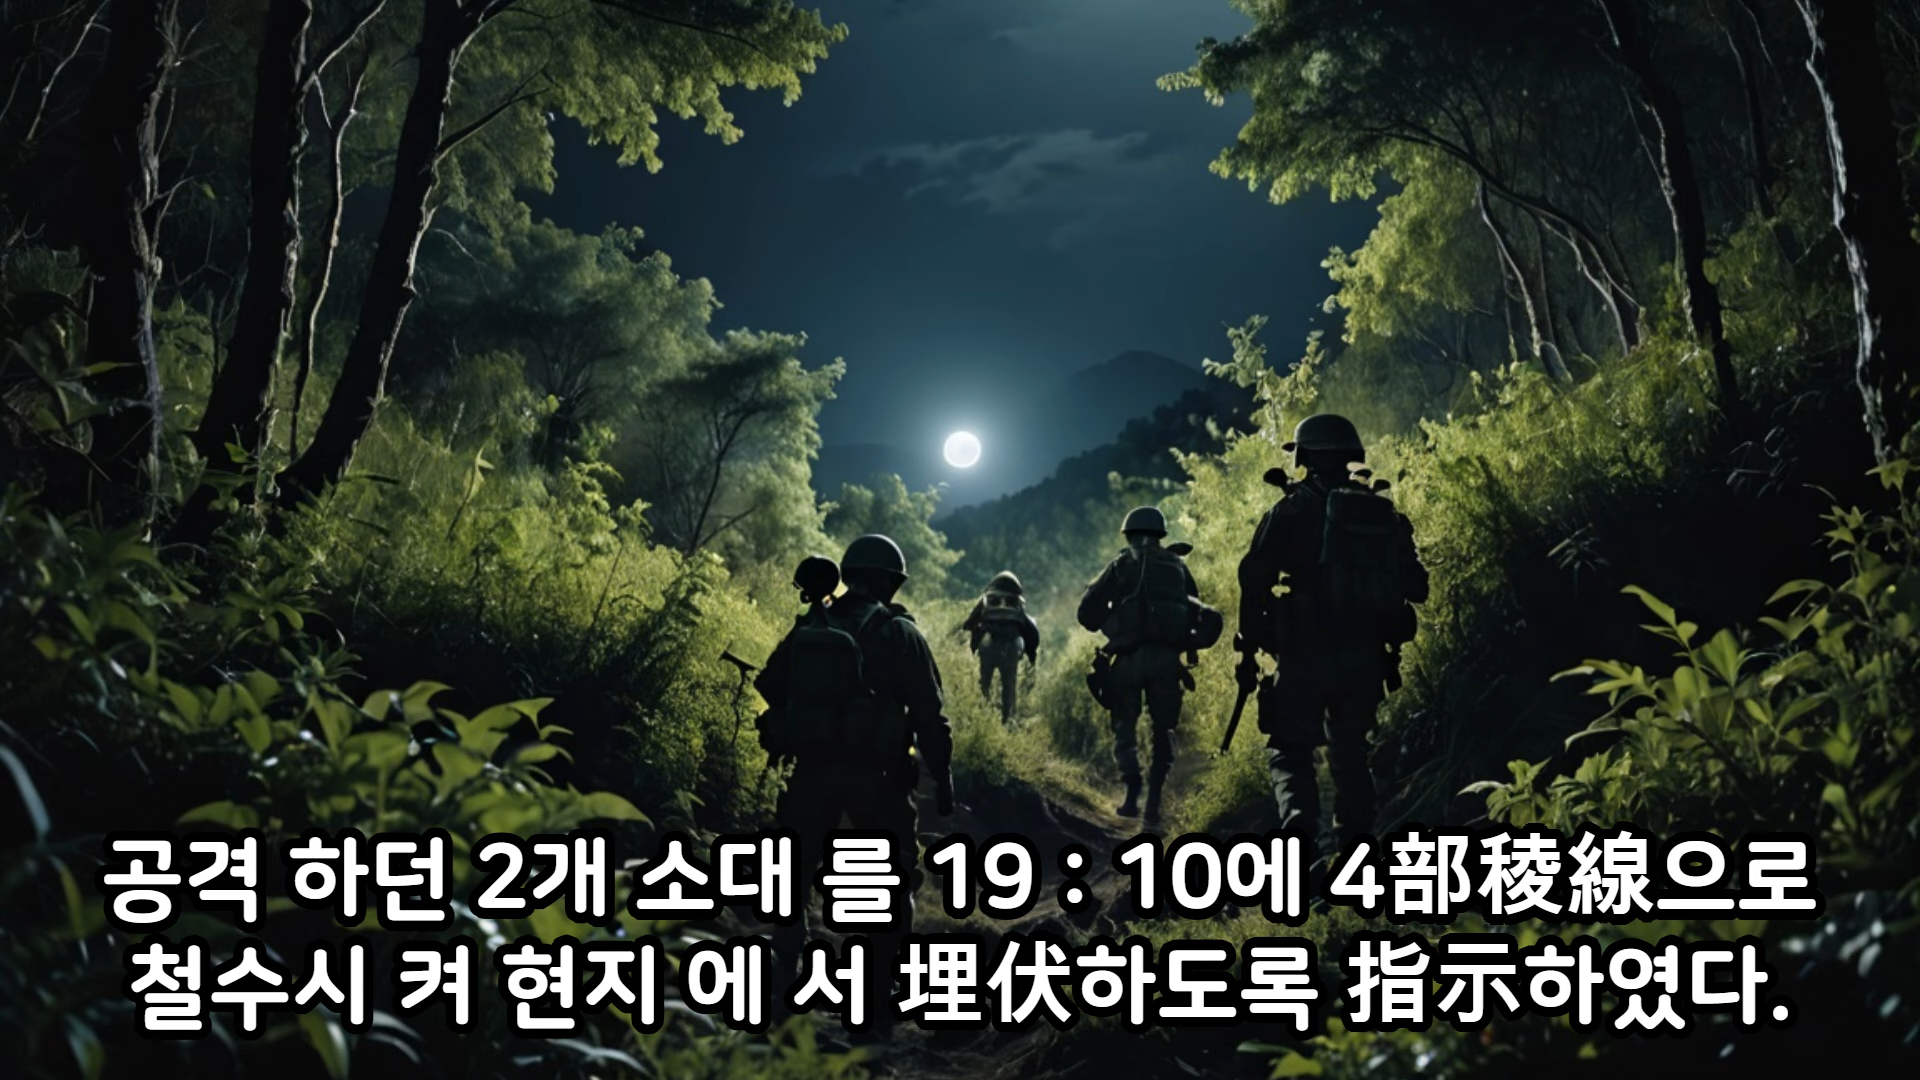 공격 하던 2개 소대 를 19 : 10에 4部稜線으로
철수시 켜 현지 에 서 埋伏하도록 指示하였다.